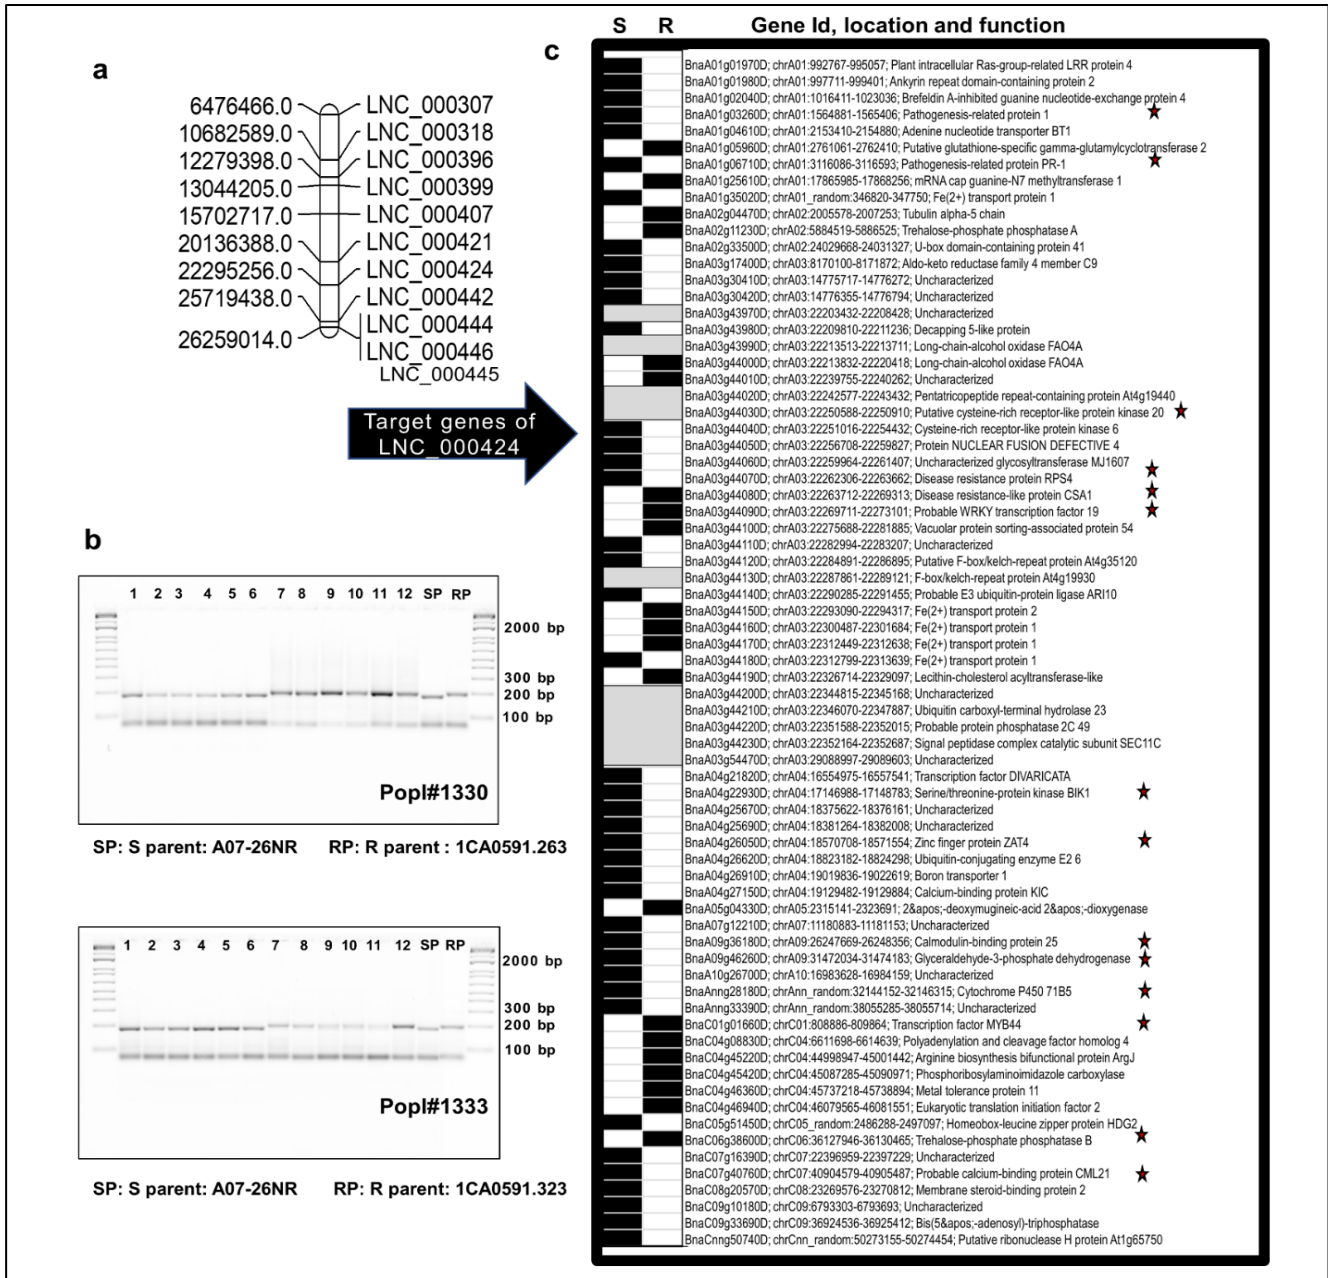 S R Gene Id, location and function
a
6476466.0 LNC_000307
10682589.0 LNC_000318
12279398.0 LNC_000396
13044205.0 LNC_000399
15702717.0 LNC_000407
20136388.0 LNC_000421
22295256.0 LNC_000424
25719438.0 LNC_000442
26259014.0 LNC_000444
LNC_000446
LNC_000445
Target genes of
LNC_000424
b
1 2 3 4 5 6 7 8 9 10 11 12 SP RP
2000 bp
300 bp
200 bp
100 bp
PopI#1330
SP: S parent: A07-26NR RP: R parent : 1CA0591.263
1 2 3 4 5 6 7 8 9 10 11 12 SP RP
2000 bp
300 bp
200 bp
100 bp
PopI#1333
SP: S parent: A07-26NR RP: R parent: 1CA0591.323
c
BnaA01g01970D; chrA01:992767-995057; Plant intracellular Ras-group-related LRR protein 4
BnaA01g01980D; chrA01:997711-999401; Ankyrin repeat domain-containing protein 2
BnaA01g02040D; chrA01:1016411-1023036; Brefeldin A-inhibited guanine nucleotide-exchange protein 4
BnaA01g03260D; chrA01:1564881-1565406; Pathogenesis-related protein 1
BnaA01g04610D; chrA01:2153410-2154880; Adenine nucleotide transporter BT1
BnaA01g05960D; chrA01:2761061-2762410; Putative glutathione-specific gamma-glutamylcyclotransferase 2
BnaA01g06710D; chrA01:3116086-3116593; Pathogenesis-related protein PR-1
BnaA01g25610D; chrA01:17865985-17868256; mRNA cap guanine-N7 methyltransferase 1
BnaA01g35020D; chrA01_random:346820-347750; Fe(2+) transport protein 1
BnaA02g04470D; chrA02:2005578-2007253; Tubulin alpha-5 chain
BnaA02g11230D; chrA02:5884519-5886525; Trehalose-phosphate phosphatase A
BnaA02g33500D; chrA02:24029668-24031327; U-box domain-containing protein 41
BnaA03g17400D; chrA03:8170100-8171872; Aldo-keto reductase family 4 member C9
BnaA03g30410D; chrA03:14775717-14776272; Uncharacterized
BnaA03g30420D; chrA03:14776355-14776794; Uncharacterized
BnaA03g43970D; chrA03:22203432-22208428; Uncharacterized
BnaA03g43980D; chrA03:22209810-22211236; Decapping 5-like protein
BnaA03g43990D; chrA03:22213513-22213711; Long-chain-alcohol oxidase FAO4A
BnaA03g44000D; chrA03:22213832-22220418; Long-chain-alcohol oxidase FAO4A
BnaA03g44010D; chrA03:22239755-22240262; Uncharacterized
BnaA03g44020D; chrA03:22242577-22243432; Pentatricopeptide repeat-containing protein At4g19440
BnaA03g44030D; chrA03:22250588-22250910; Putative cysteine-rich receptor-like protein kinase 20
BnaA03g44040D; chrA03:22251016-22254432; Cysteine-rich receptor-like protein kinase 6
BnaA03g44050D; chrA03:22256708-22259827; Protein NUCLEAR FUSION DEFECTIVE 4
BnaA03g44060D; chrA03:22259964-22261407; Uncharacterized glycosyltransferase MJ1607
BnaA03g44070D; chrA03:22262306-22263662; Disease resistance protein RPS4
BnaA03g44080D; chrA03:22263712-22269313; Disease resistance-like protein CSA1
BnaA03g44090D; chrA03:22269711-22273101; Probable WRKY transcription factor 19
BnaA03g44100D; chrA03:22275688-22281885; Vacuolar protein sorting-associated protein 54
BnaA03g44110D; chrA03:22282994-22283207; Uncharacterized
BnaA03g44120D; chrA03:22284891-22286895; Putative F-box/kelch-repeat protein At4g35120
BnaA03g44130D; chrA03:22287861-22289121; F-box/kelch-repeat protein At4g19930
BnaA03g44140D; chrA03:22290285-22291455; Probable E3 ubiquitin-protein ligase ARI10
BnaA03g44150D; chrA03:22293090-22294317; Fe(2+) transport protein 2
BnaA03g44160D; chrA03:22300487-22301684; Fe(2+) transport protein 1
BnaA03g44170D; chrA03:22312449-22312638; Fe(2+) transport protein 1
BnaA03g44180D; chrA03:22312799-22313639; Fe(2+) transport protein 1
BnaA03g44190D; chrA03:22326714-22329097; Lecithin-cholesterol acyltransferase-like
BnaA03g44200D; chrA03:22344815-22345168; Uncharacterized
BnaA03g44210D; chrA03:22346070-22347887; Ubiquitin carboxyl-terminal hydrolase 23
BnaA03g44220D; chrA03:22351588-22352015; Probable protein phosphatase 2C 49
BnaA03g44230D; chrA03:22352164-22352687; Signal peptidase complex catalytic subunit SEC11C
BnaA03g54470D; chrA03:29088997-29089603; Uncharacterized
BnaA04g21820D; chrA04:16554975-16557541; Transcription factor DIVARICATA
BnaA04g22930D; chrA04:17146988-17148783; Serine/threonine-protein kinase BIK1
BnaA04g25670D; chrA04:18375622-18376161; Uncharacterized
BnaA04g25690D; chrA04:18381264-18382008; Uncharacterized
BnaA04g26050D; chrA04:18570708-18571554; Zinc finger protein ZAT4
BnaA04g26620D; chrA04:18823182-18824298; Ubiquitin-conjugating enzyme E2 6
BnaA04g26910D; chrA04:19019836-19022619; Boron transporter 1
BnaA04g27150D; chrA04:19129482-19129884; Calcium-binding protein KIC
BnaA05g04330D; chrA05:2315141-2323691; 2&apos;-deoxymugineic-acid 2&apos;-dioxygenase
BnaA07g12210D; chrA07:11180883-11181153; Uncharacterized
BnaA09g36180D; chrA09:26247669-26248356; Calmodulin-binding protein 25
BnaA09g46260D; chrA09:31472034-31474183; Glyceraldehyde-3-phosphate dehydrogenase
BnaA10g26700D; chrA10:16983628-16984159; Uncharacterized
BnaAnng28180D; chrAnn_random:32144152-32146315; Cytochrome P450 71B5
BnaAnng33390D; chrAnn_random:38055285-38055714; Uncharacterized
BnaC01g01660D; chrC01:808886-809864; Transcription factor MYB44
BnaC04g08830D; chrC04:6611698-6614639; Polyadenylation and cleavage factor homolog 4
BnaC04g45220D; chrC04:44998947-45001442; Arginine biosynthesis bifunctional protein ArgJ
BnaC04g45420D; chrC04:45087285-45090971; Phosphoribosylaminoimidazole carboxylase
BnaC04g46360D; chrC04:45737218-45738894; Metal tolerance protein 11
BnaC04g46940D; chrC04:46079565-46081551; Eukaryotic translation initiation factor 2
BnaC05g51450D; chrC05_random:2486288-2497097; Homeobox-leucine zipper protein HDG2
BnaC06g38600D; chrC06:36127946-36130465; Trehalose-phosphate phosphatase B
BnaC07g16390D; chrC07:22396959-22397229; Uncharacterized
BnaC07g40760D; chrC07:40904579-40905487; Probable calcium-binding protein CML21
BnaC08g20570D; chrC08:23269576-23270812; Membrane steroid-binding protein 2
BnaC09g10180D; chrC09:6793303-6793693; Uncharacterized
BnaC09g33690D; chrC09:36924536-36925412; Bis(5&apos;-adenosyl)-triphosphatase
BnaCnng50740D; chrCnn_random:50273155-50274454; Putative ribonuclease H protein At1g65750